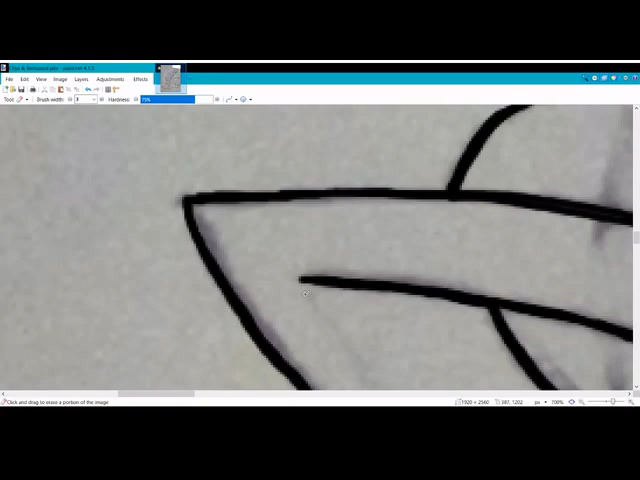 File Edit View Image Layers Adjustments Effects
Tool: Brush width: 3 Hardness: 75%
Click and drag to erase a portion of the image 1920 × 2560 387, 1202 px 700%